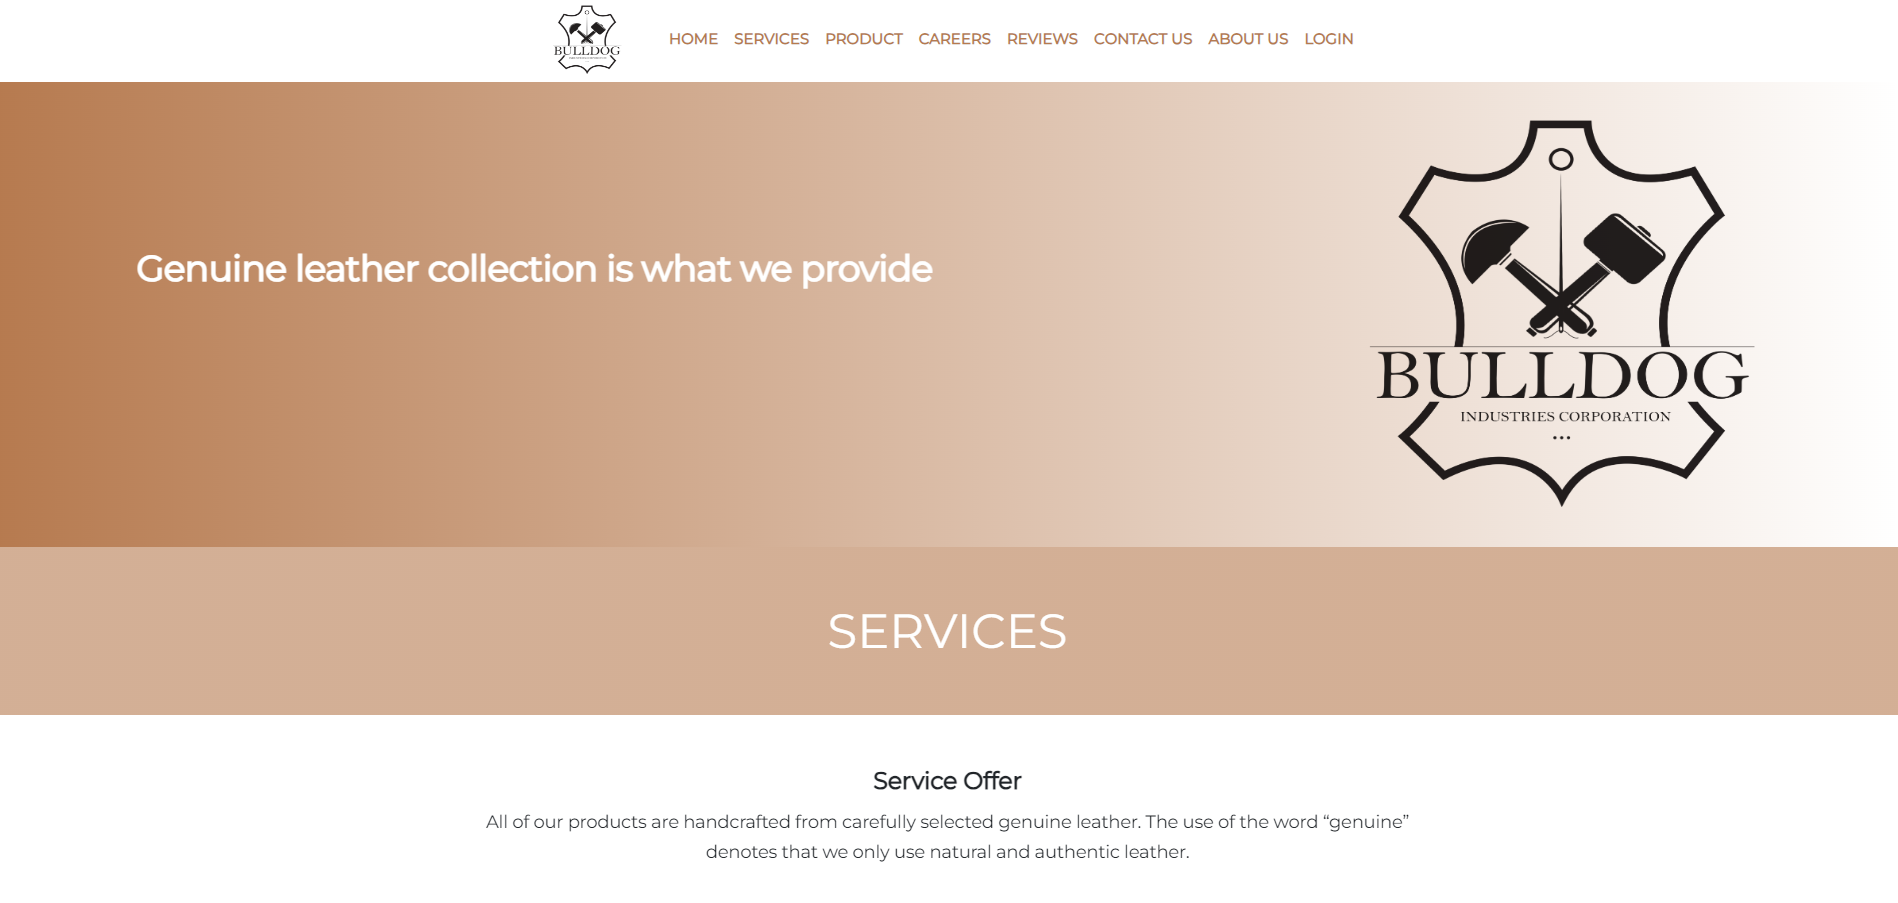 BULLDOG
HOME SERVICES PRODUCT CAREERS REVIEWS CONTACT US ABOUT US LOGIN
Genuine leather collection is what we provide
BULLDOG
INDUSTRIES CORPORATION
SERVICES
Service Offer
All of our products are handcrafted from carefully selected genuine leather. The use of the word “genuine”
denotes that we only use natural and authentic leather.